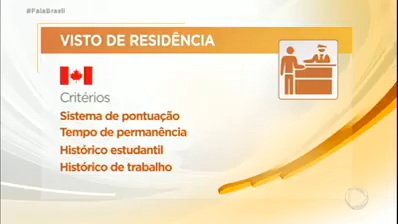 #FalaBrasil
VISTO DE RESIDÊNCIA
Critérios
Sistema de pontuação
Tempo de permanência
Histórico estudantil
Histórico de trabalho